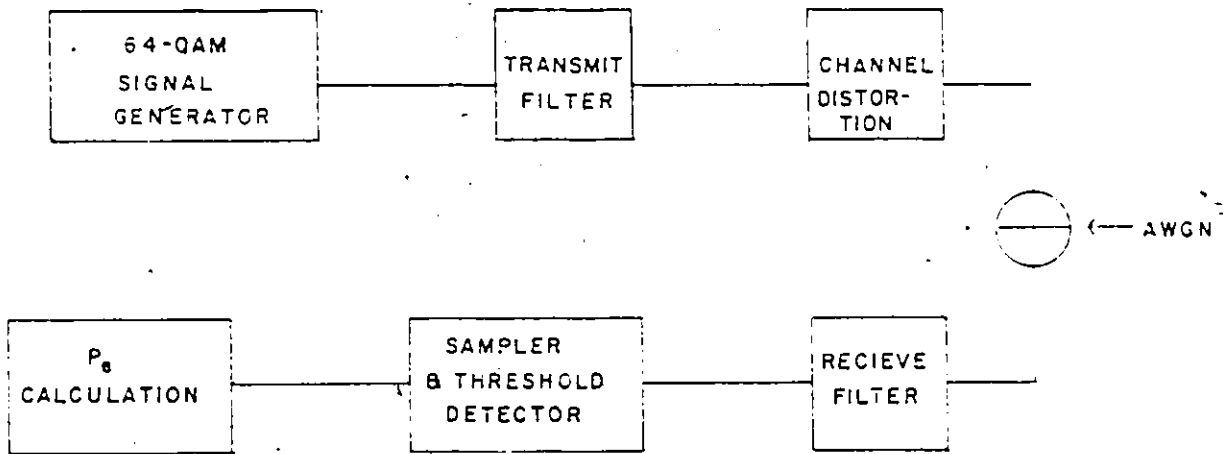 64-QAM
SIGNAL
GENERATOR
TRANSMIT
FILTER
CHANNEL
DISTOR-
TION
AWGN
Pe
CALCULATION
SAMPLER
& THRESHOLD
DETECTOR
RECIEVE
FILTER